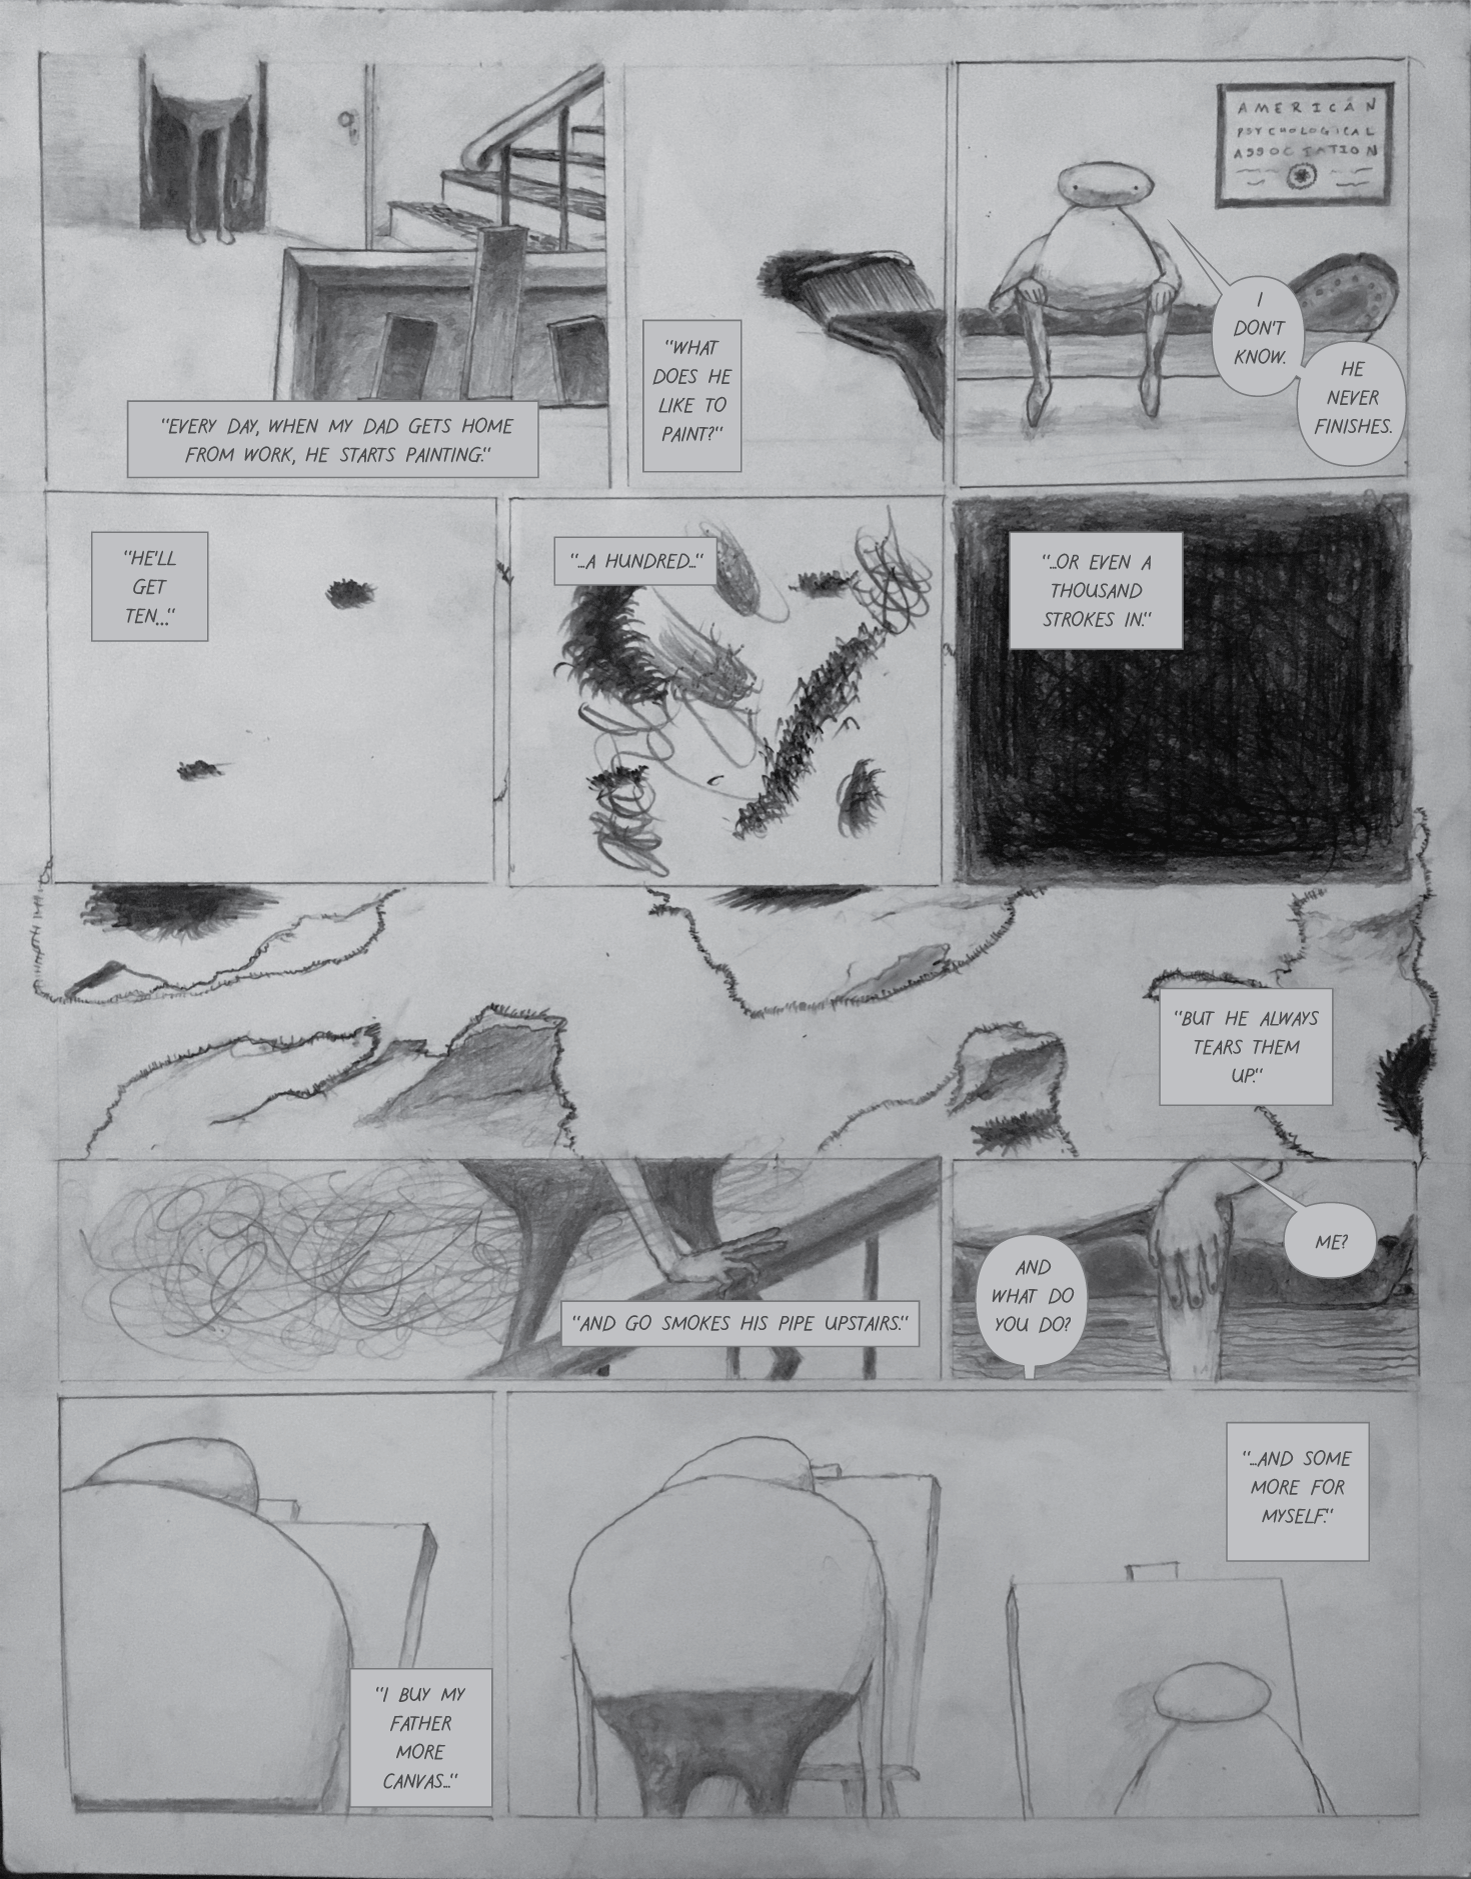 "EVERY DAY, WHEN MY DAD GETS HOME
FROM WORK, HE STARTS PAINTING."
"WHAT
DOES HE
LIKE TO
PAINT?"
AMERICAN
PSYCHOLOGICAL
ASSOCIATION
I
DON'T
KNOW.
HE
NEVER
FINISHES.
"HE'LL
GET
TEN..."
"...A HUNDRED..."
"...OR EVEN A
THOUSAND
STROKES IN."
"BUT HE ALWAYS
TEARS THEM
UP."
"AND GO SMOKES HIS PIPE UPSTAIRS."
AND
WHAT DO
YOU DO?
ME?
"I BUY MY
FATHER
MORE
CANVAS..."
"...AND SOME
MORE FOR
MYSELF."